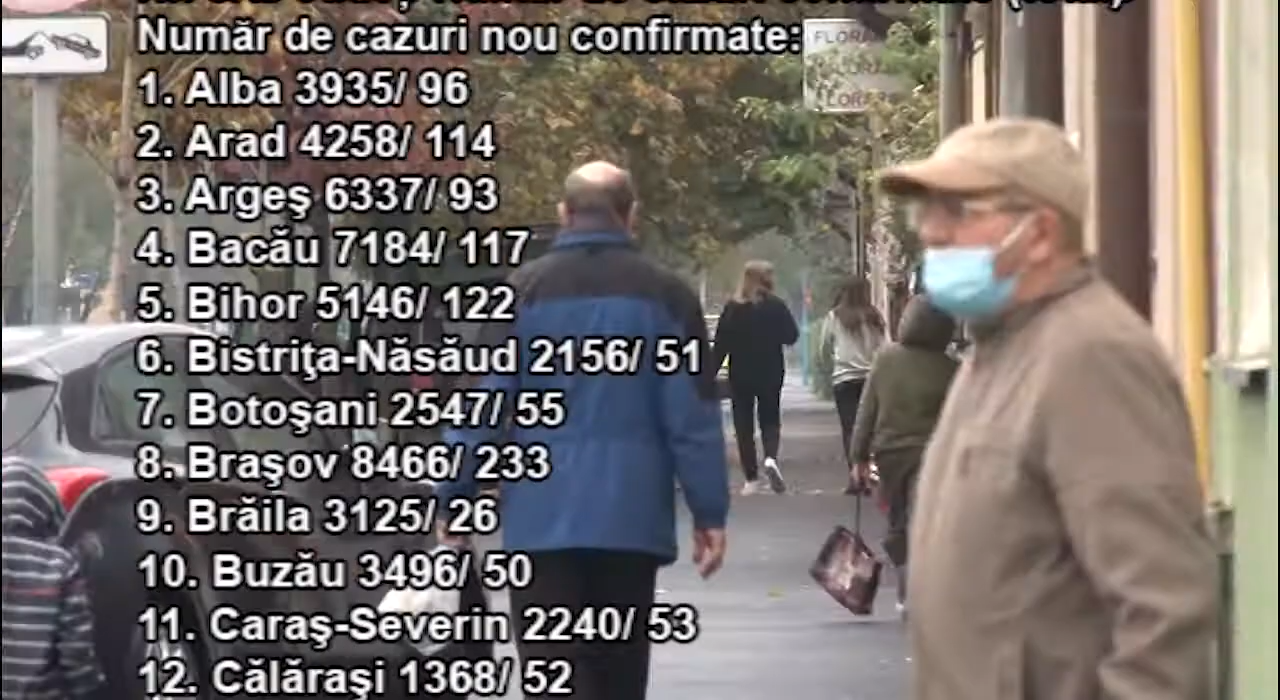 Număr de cazuri nou confirmate:
1. Alba 3935/ 96
2. Arad 4258/ 114
3. Argeş 6337/ 93
4. Bacău 7184/ 117
5. Bihor 5146/ 122
6. Bistriţa-Năsăud 2156/ 51
7. Botoşani 2547/ 55
8. Braşov 8466/ 233
9. Brăila 3125/ 26
10. Buzău 3496/ 50
11. Caraş-Severin 2240/ 53
12. Călăraşi 1368/ 52